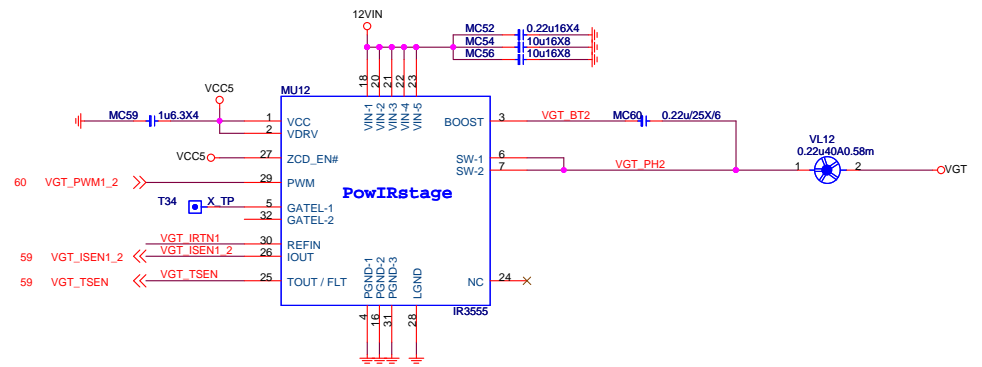 12VIN
MC52 0.22u16X4
MC54 10u16X8
MC56 10u16X8
18 20 21 22 23
VCC5
MU12
VIN-1 VIN-2 VIN-3 VIN-4 VIN-5
MC59 1u6.3X4
1 VCC
2 VDRV
BOOST 3 VGT_BT2 MC60 0.22u/25X/6
VL12
0.22u40A0.58m
VCC5 27 ZCD_EN#
SW-1 6
SW-2 7 VGT_PH2 1 2 VGT
60 VGT_PWM1_2 29 PWM
PowIRstage
T34 X_TP 5 GATEL-1
32 GATEL-2
VGT_IRTN1 30 REFIN
59 VGT_ISEN1_2 VGT_ISEN1_2 26 IOUT
59 VGT_TSEN VGT_TSEN 25 TOUT / FLT
NC 24
PGND-1 PGND-2 PGND-3 LGND
IR3555
4 16 31 28